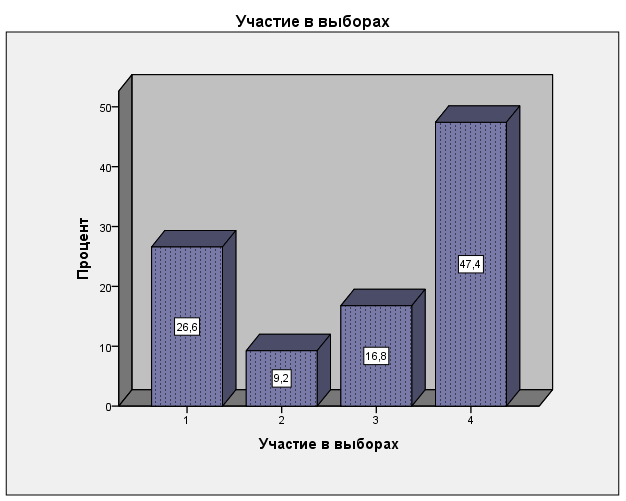 Участие в выборах
Процент
50
40
30
20
10
0
26,6
9,2
16,8
47,4
1 2 3 4
Участие в выборах